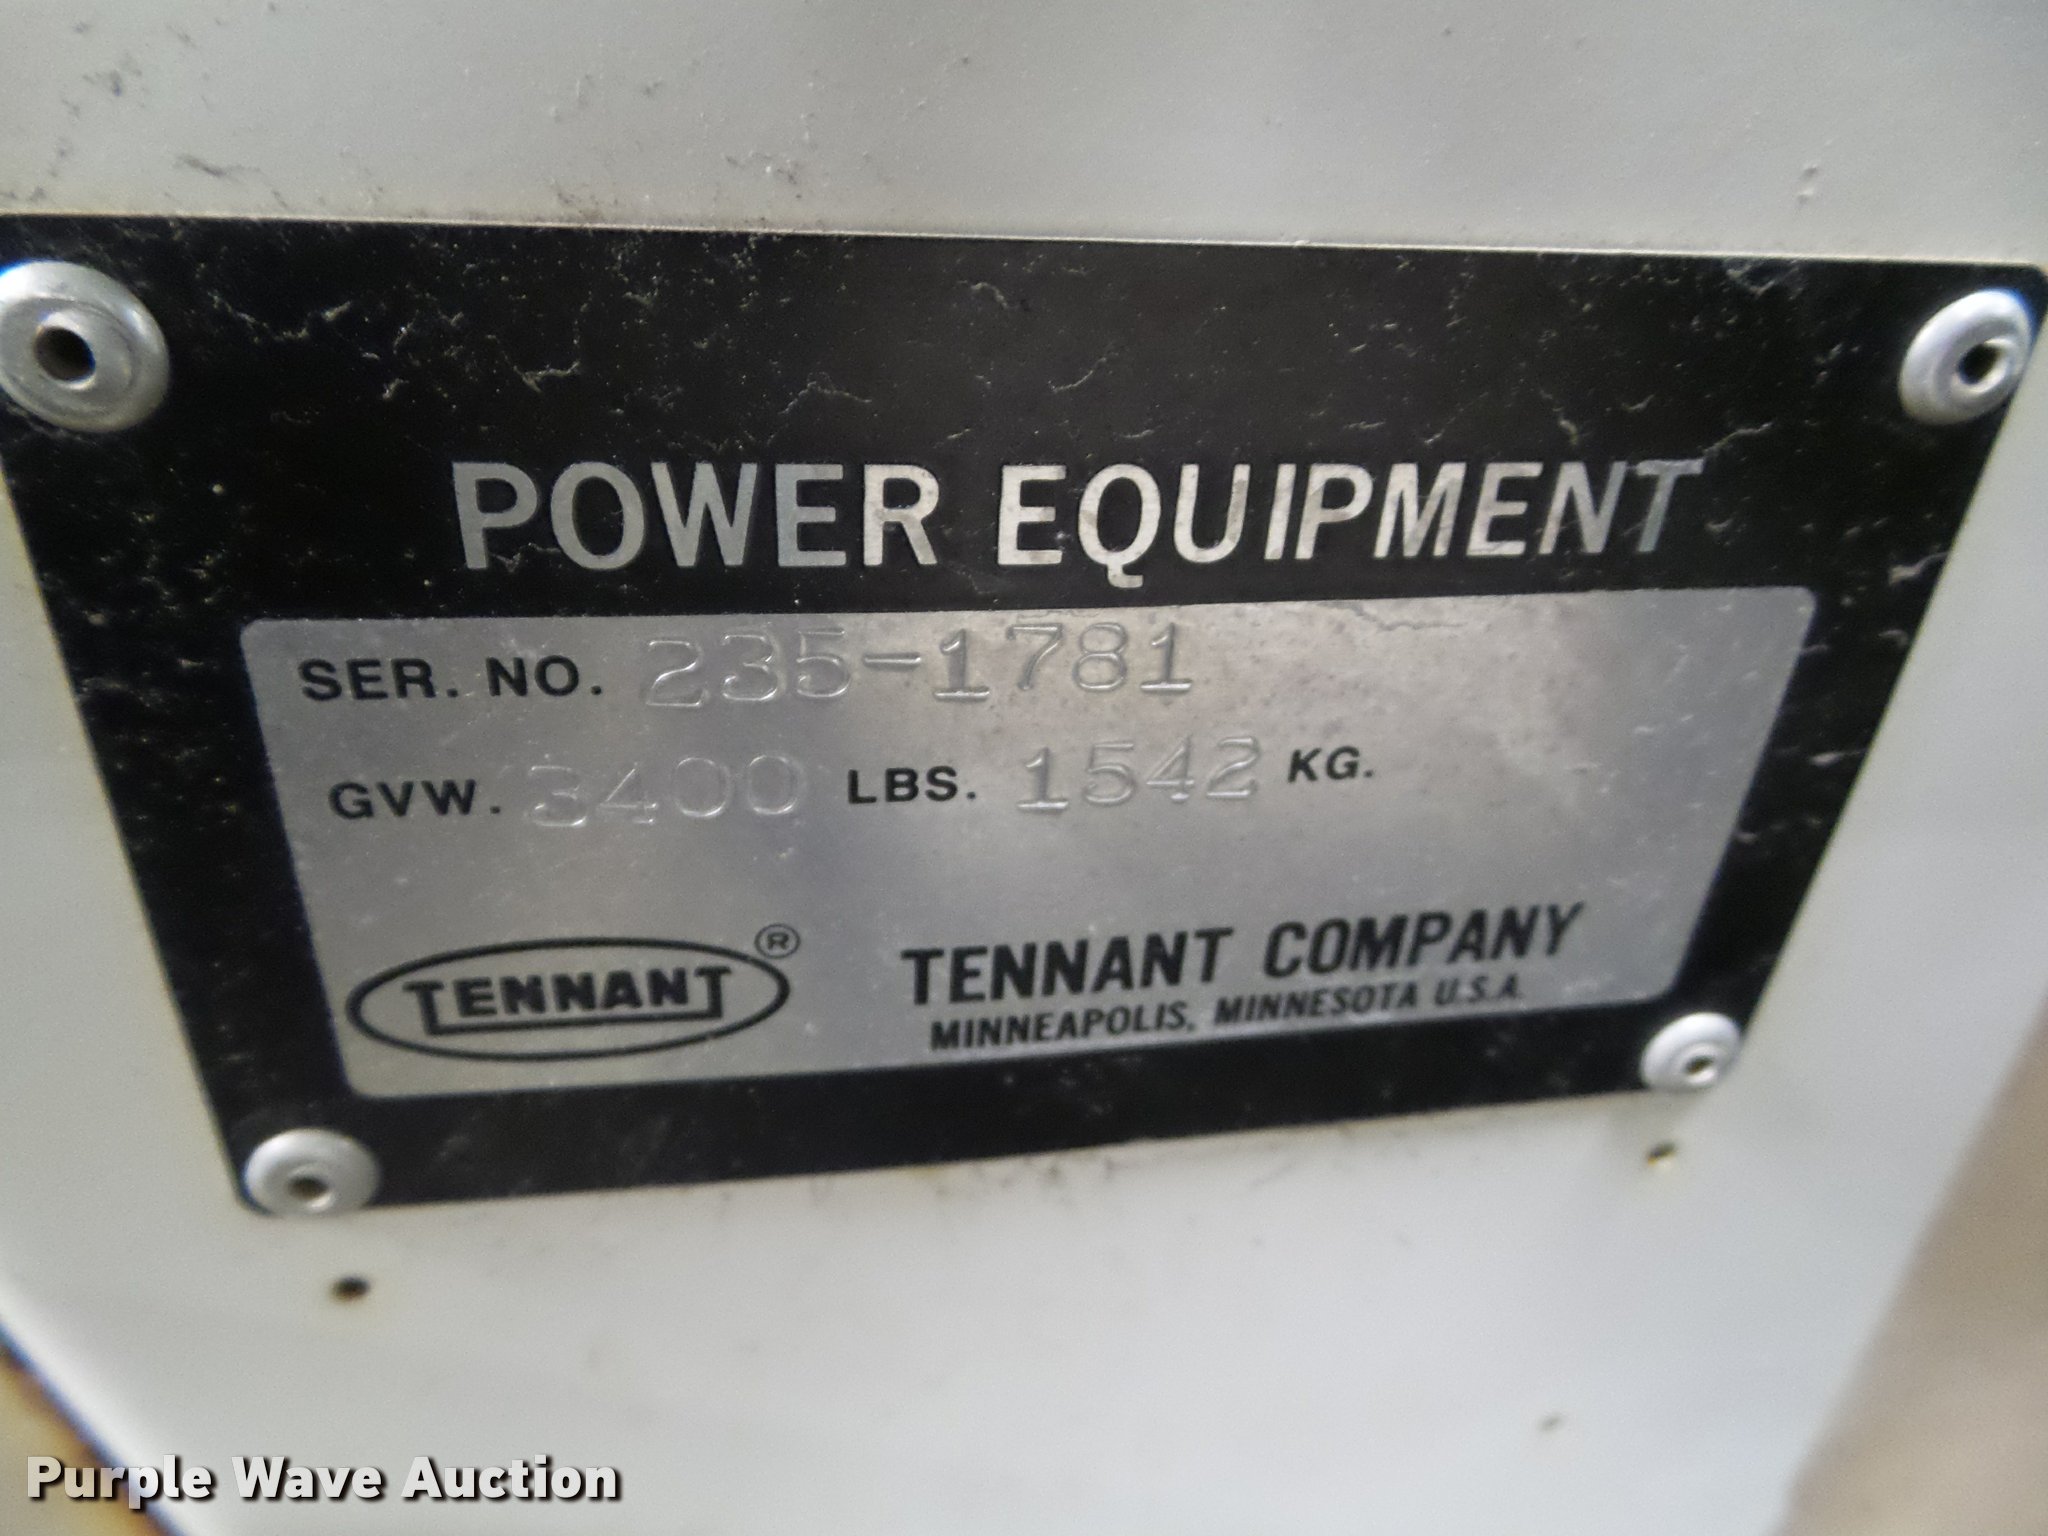 POWER EQUIPMENT
SER. NO. 235-1781
GVW. 3400 LBS. 1542 KG.
TENNANT®
TENNANT COMPANY
MINNEAPOLIS, MINNESOTA U.S.A.
Purple Wave Auction